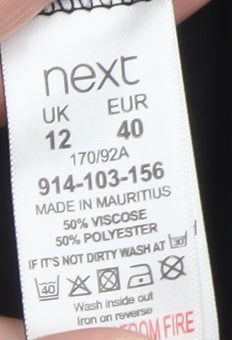 next
UK EUR
12 40
170/92A
914-103-156
MADE IN MAURITIUS
50% VISCOSE
50% POLYESTER
IF IT'S NOT DIRTY WASH AT 30°
40
Wash inside out
Iron on reverse
FIRE